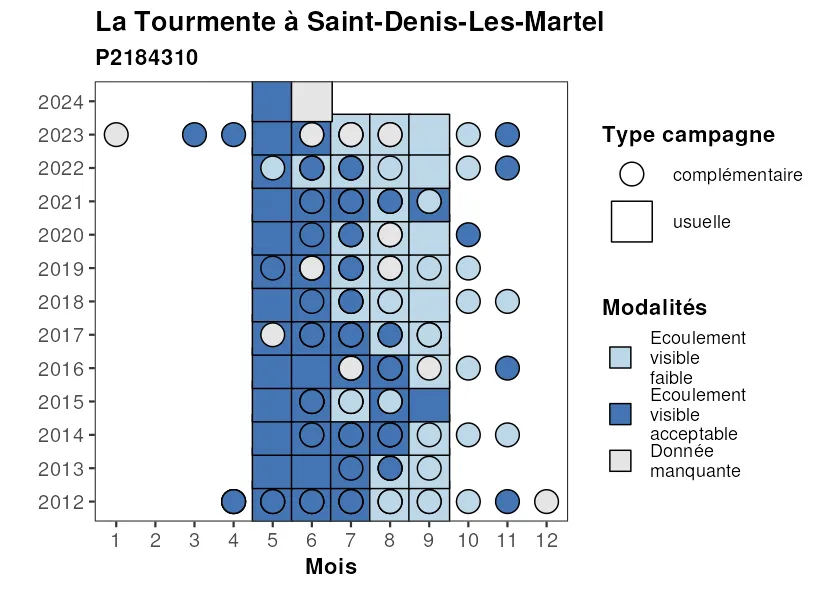 La Tourmente à Saint-Denis-Les-Martel
P2184310
2024
2023
2022
2021
2020
2019
2018
2017
2016
2015
2014
2013
2012
1 2 3 4 5 6 7 8 9 10 11 12
Mois
Type campagne
complémentaire
usuelle
Modalités
Ecoulement
visible
faible
Ecoulement
visible
acceptable
Donnée
manquante